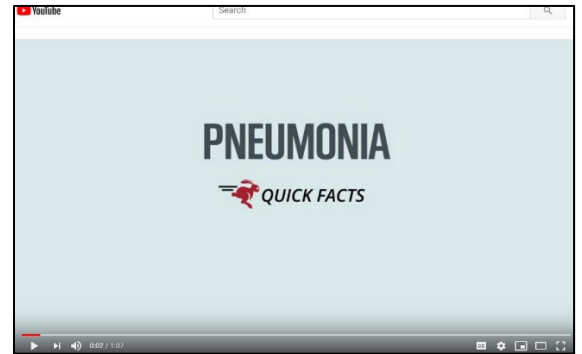 YouTube
Search
PNEUMONIA
QUICK FACTS
0:02 / 1:07